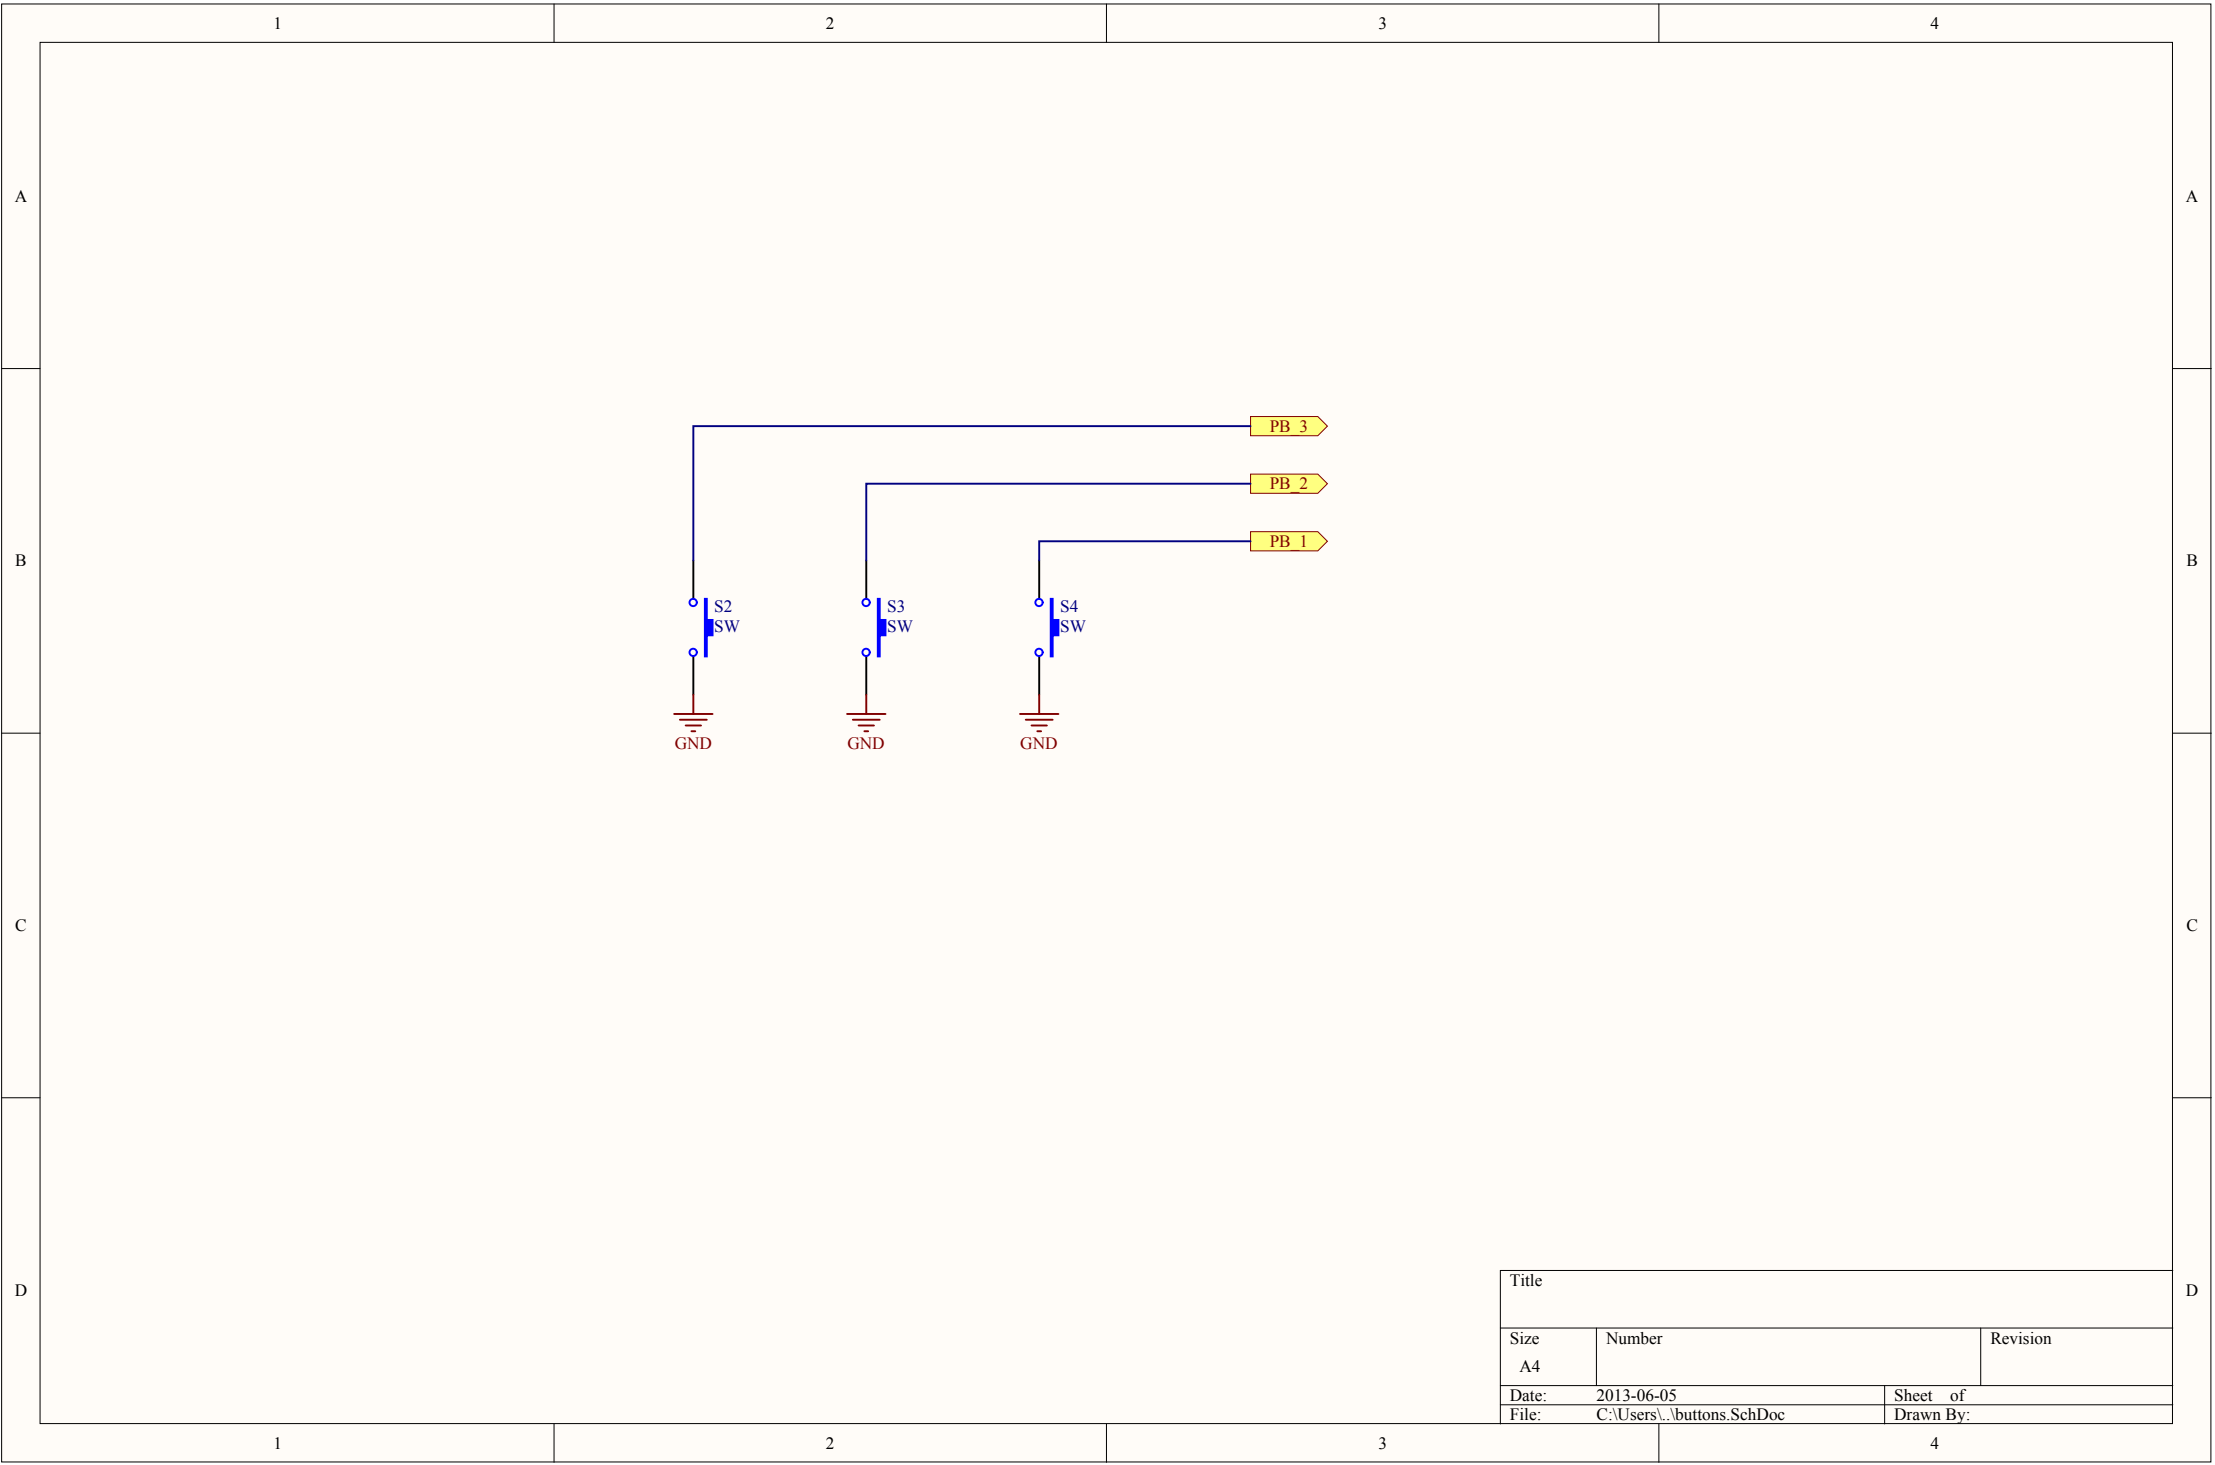 1 2 3 4
A A
PB_3
PB_2
PB_1
B B
S2 S3 S4
SW SW SW
GND GND GND
C C
Title
D D
Size Number Revision
A4
Date: 2013-06-05 Sheet of
File: C:\Users\..\buttons.SchDoc Drawn By:
1 2 3 4